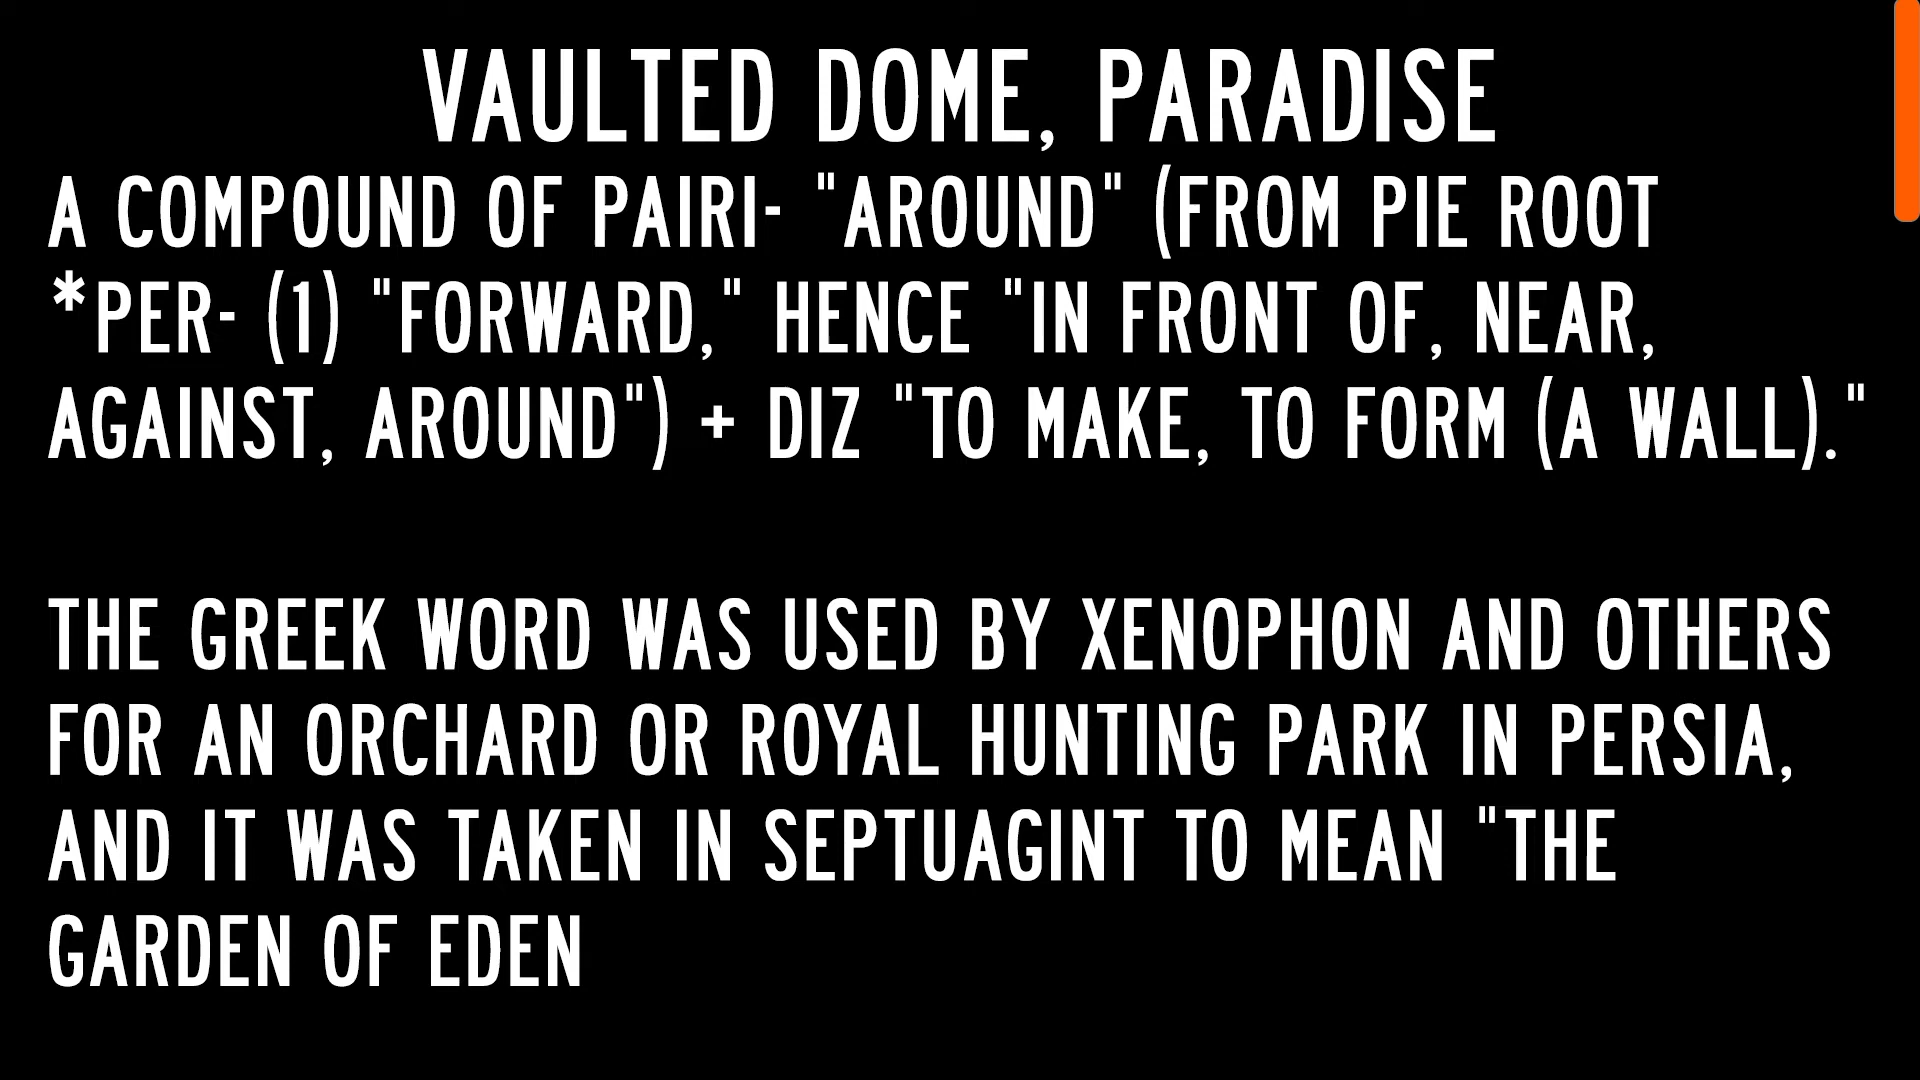 VAULTED DOME, PARADISE
A COMPOUND OF PAIRI- "AROUND" (FROM PIE ROOT
*PER- (1) "FORWARD," HENCE "IN FRONT OF, NEAR,
AGAINST, AROUND") + DIZ "TO MAKE, TO FORM (A WALL)."
THE GREEK WORD WAS USED BY XENOPHON AND OTHERS
FOR AN ORCHARD OR ROYAL HUNTING PARK IN PERSIA,
AND IT WAS TAKEN IN SEPTUAGINT TO MEAN "THE
GARDEN OF EDEN